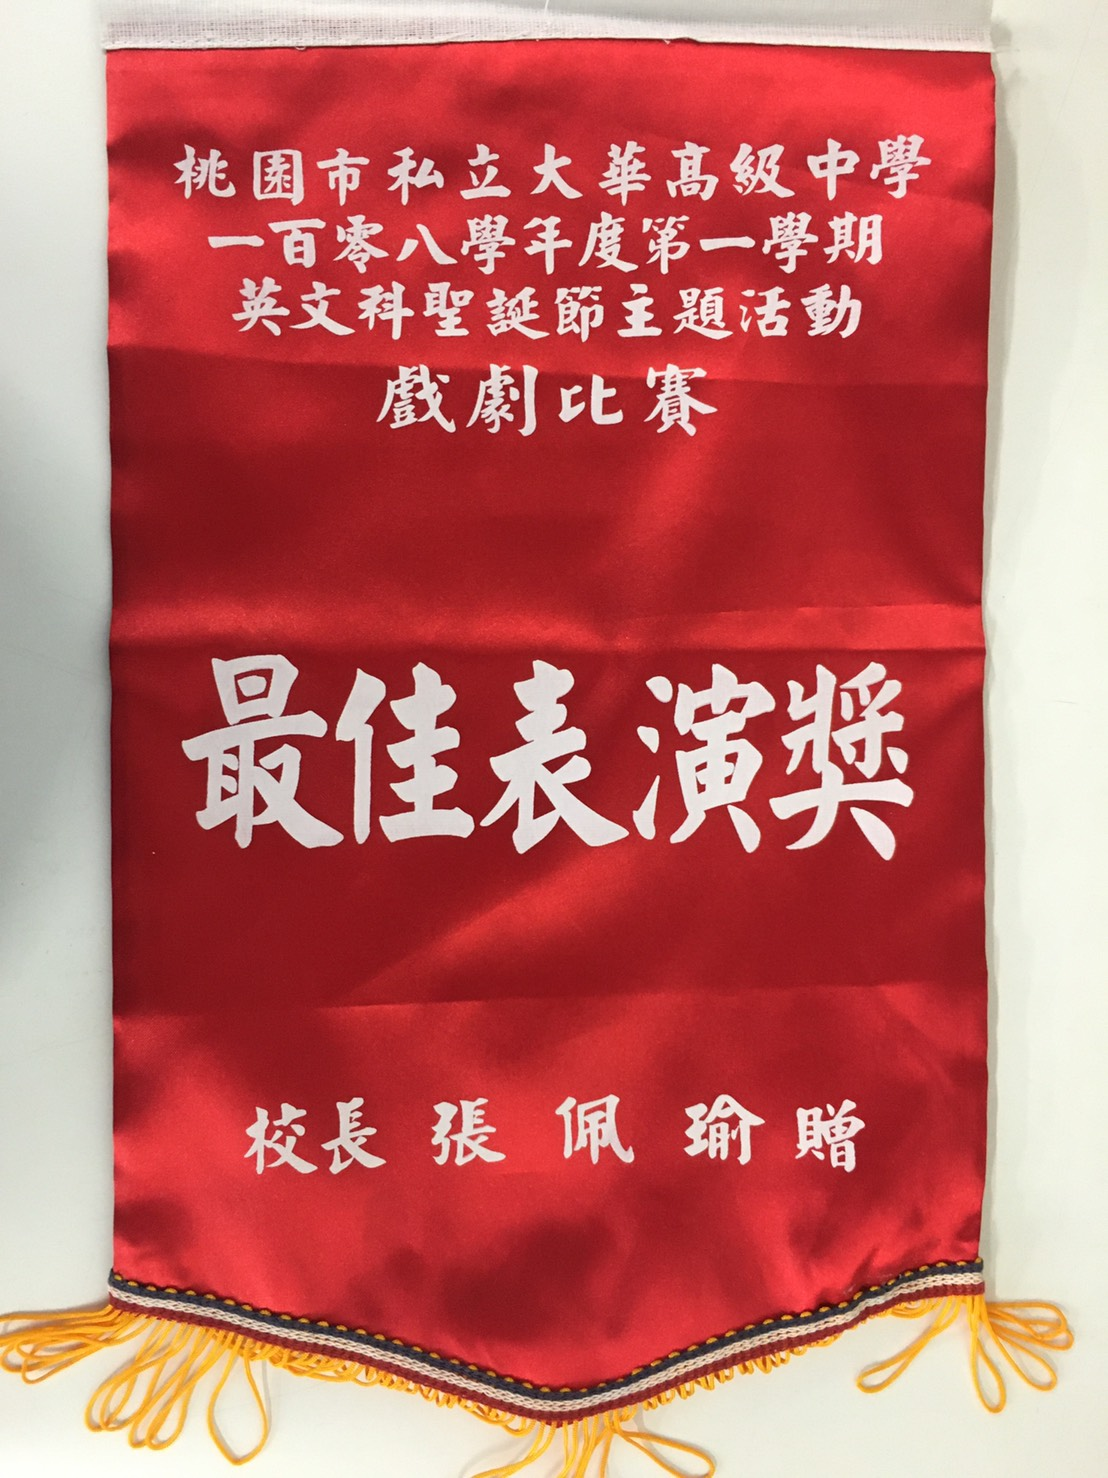 桃園市私立大華高級中學
一百零八學年度第一學期
英文科聖誕節主題活動
戲劇比賽
最佳表演獎
校長 張 佩 瑜 贈